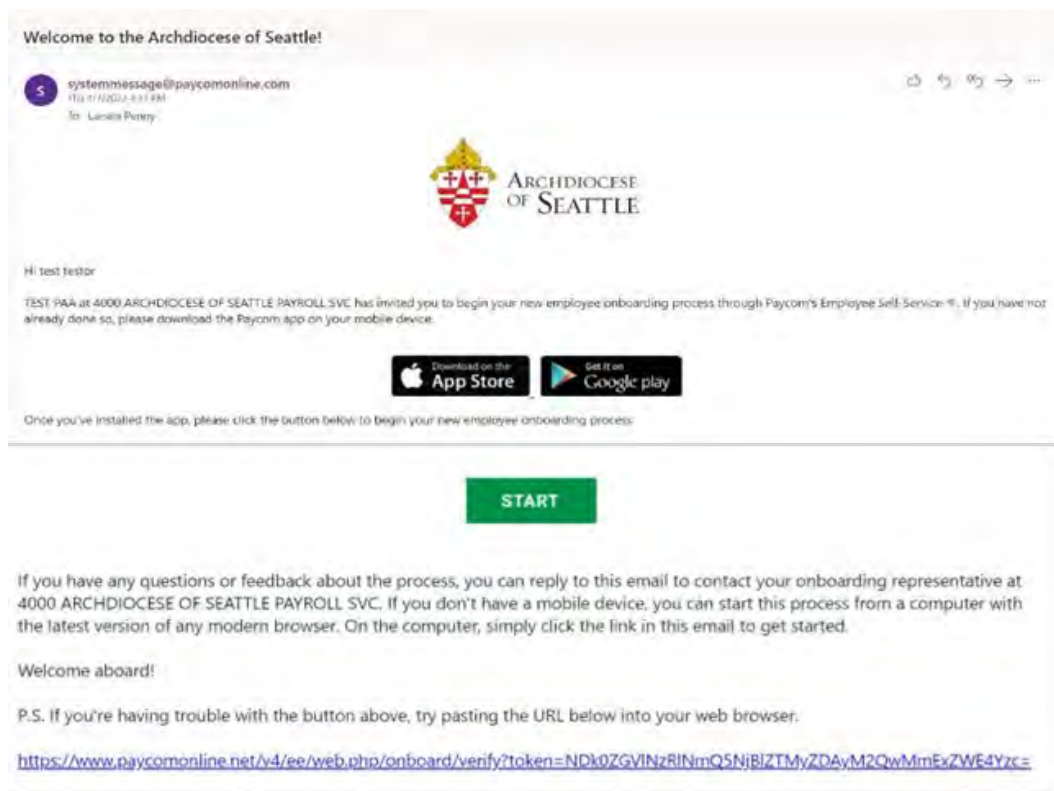 Welcome to the Archdiocese of Seattle!
S
systemmessage@paycomonline.com
To:
ARCHDIOCESE
OF SEATTLE
Hi test testor
TEST PAA at 4000 ARCHDIOCESE OF SEATTLE PAYROLL SVC has invited you to begin your new employee onboarding process through Paycom's Employee Self-Service ®. If you have not
already done so, please download the Paycom app on your mobile device.
Download on the
App Store
Get it on
Google play
Once you've installed the app, please click the button below to begin your new employee onboarding process
START
If you have any questions or feedback about the process, you can reply to this email to contact your onboarding representative at
4000 ARCHDIOCESE OF SEATTLE PAYROLL SVC. If you don't have a mobile device, you can start this process from a computer with
the latest version of any modern browser. On the computer, simply click the link in this email to get started.
Welcome aboard!
P.S. If you're having trouble with the button above, try pasting the URL below into your web browser.
https://www.paycomonline.net/v4/ee/web.php/onboard/verify?token=NDk0ZGVlNzRlNmQ5NjBlZTMyZDAyM2QwMmExZWE4Yzc=